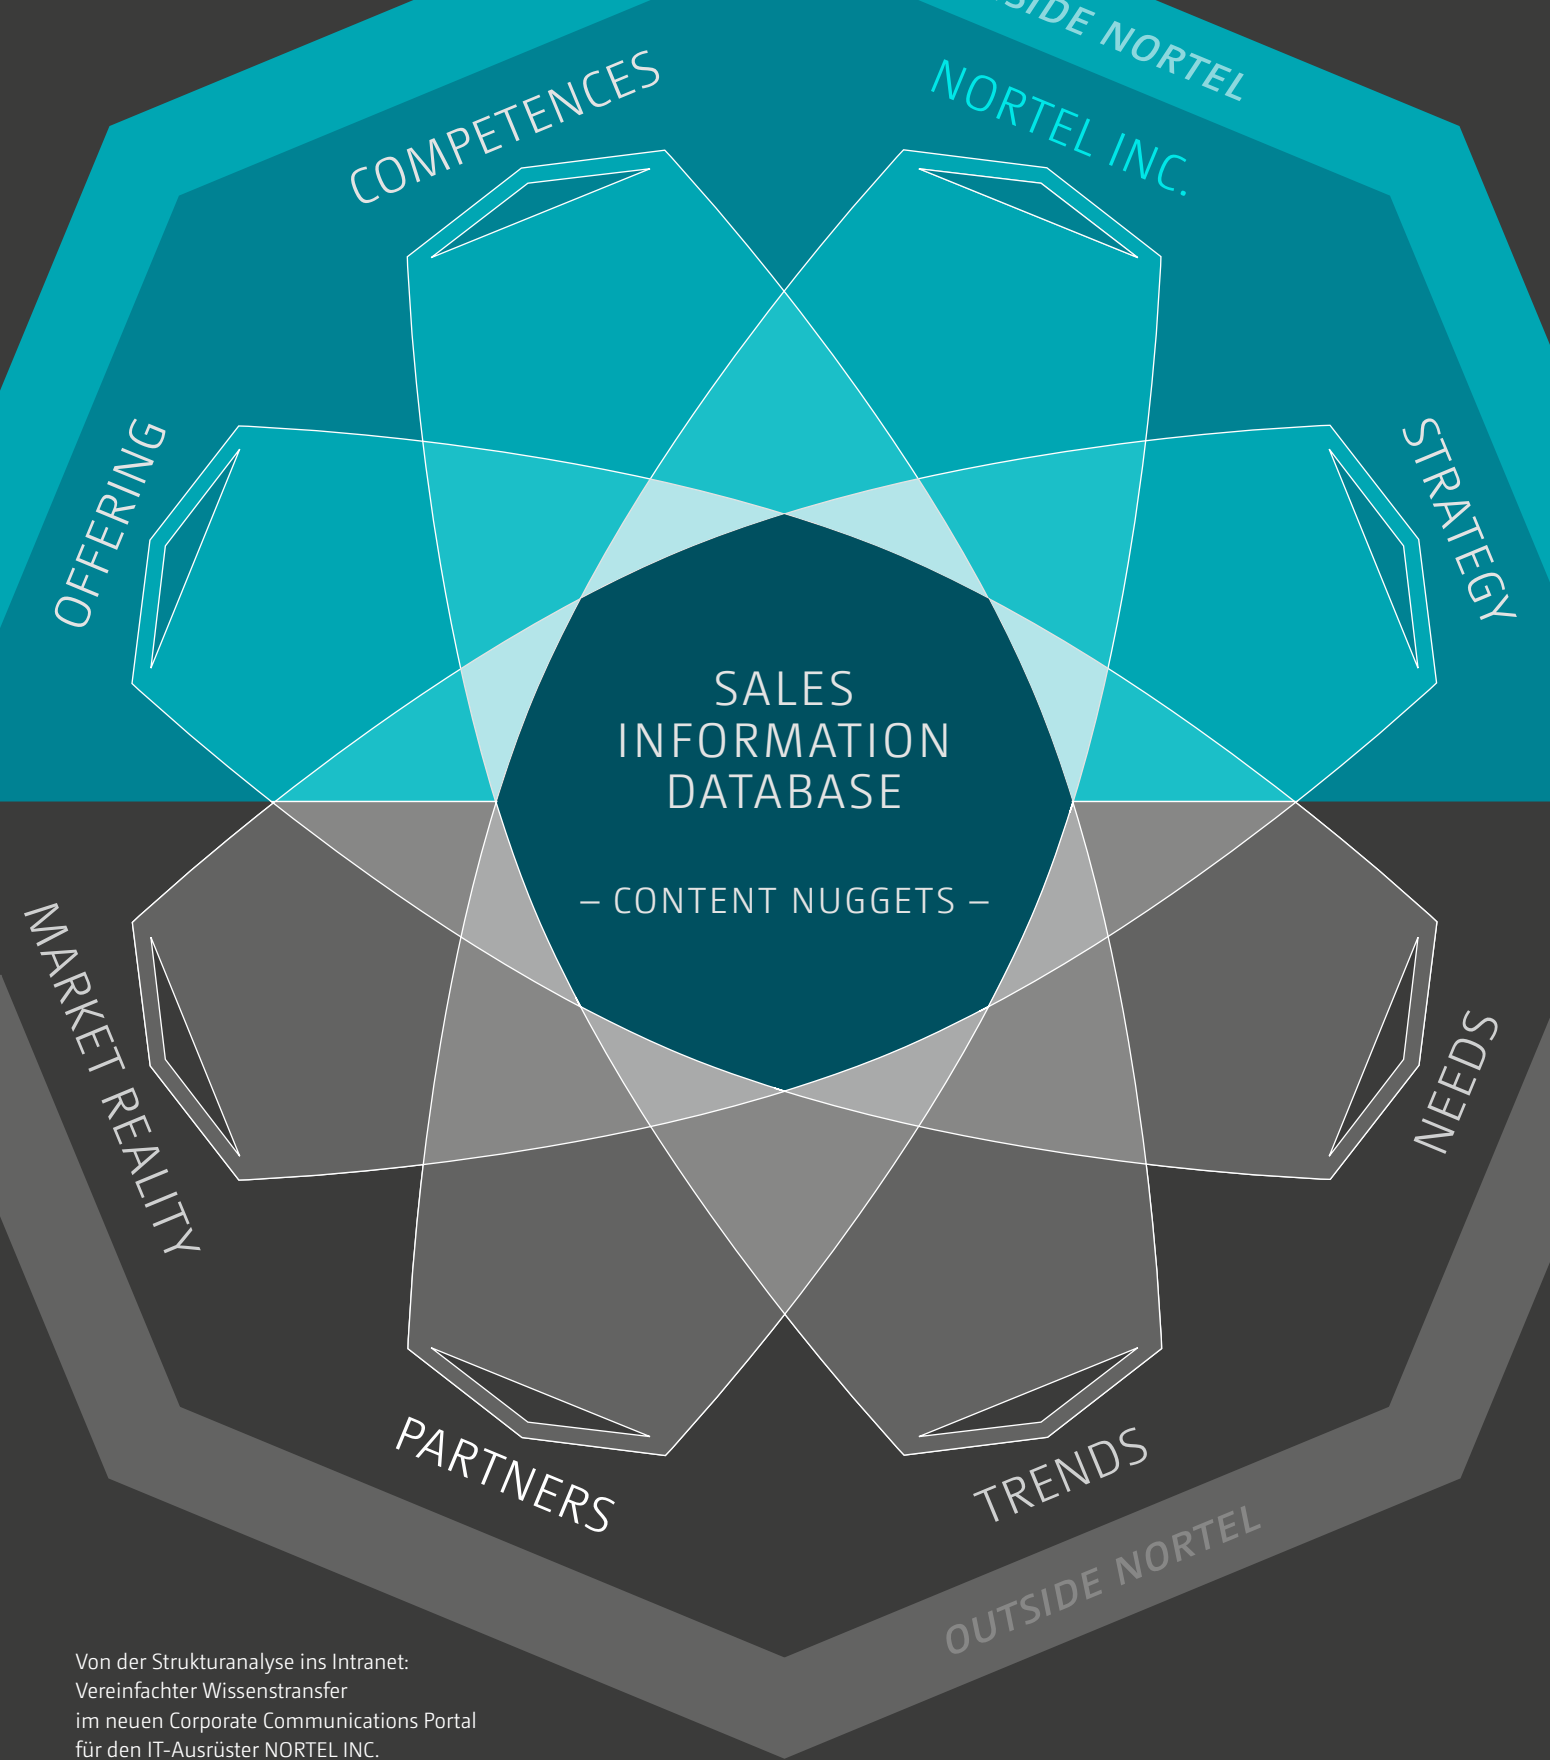 NORTEL
COMPETENCES
NORTEL INC.
OFFERING
STRATEGY
SALES
INFORMATION
DATABASE
– CONTENT NUGGETS –
MARKET REALITY
NEEDS
PARTNERS
TRENDS
OUTSIDE NORTEL
Von der Strukturanalyse ins Intranet:
Vereinfachter Wissenstransfer
im neuen Corporate Communications Portal
für den IT-Ausrüster NORTEL INC.